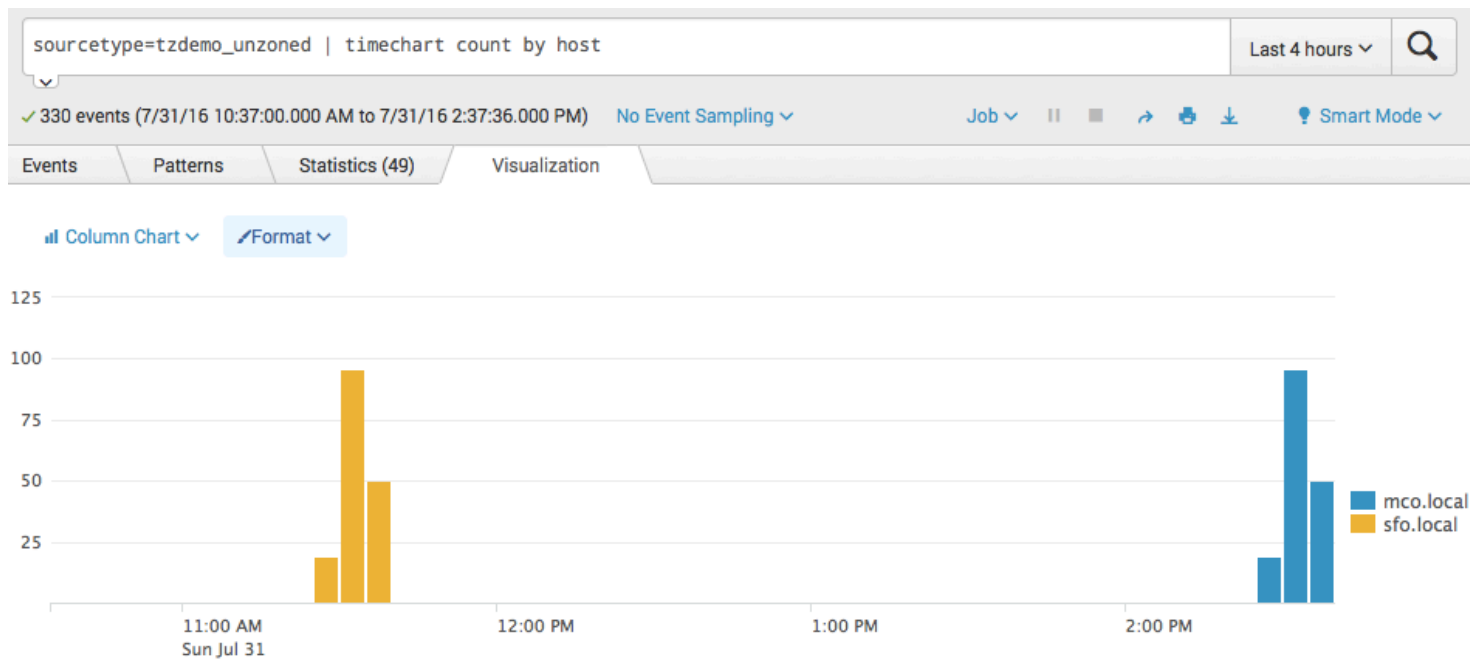 sourcetype=tzdemo_unzoned | timechart count by host
Last 4 hours
330 events (7/31/16 10:37:00.000 AM to 7/31/16 2:37:36.000 PM)
No Event Sampling
Job
Smart Mode
Events
Patterns
Statistics (49)
Visualization
Column Chart
Format
125
100
75
50
25
mco.local
sfo.local
11:00 AM
Sun Jul 31
12:00 PM
1:00 PM
2:00 PM